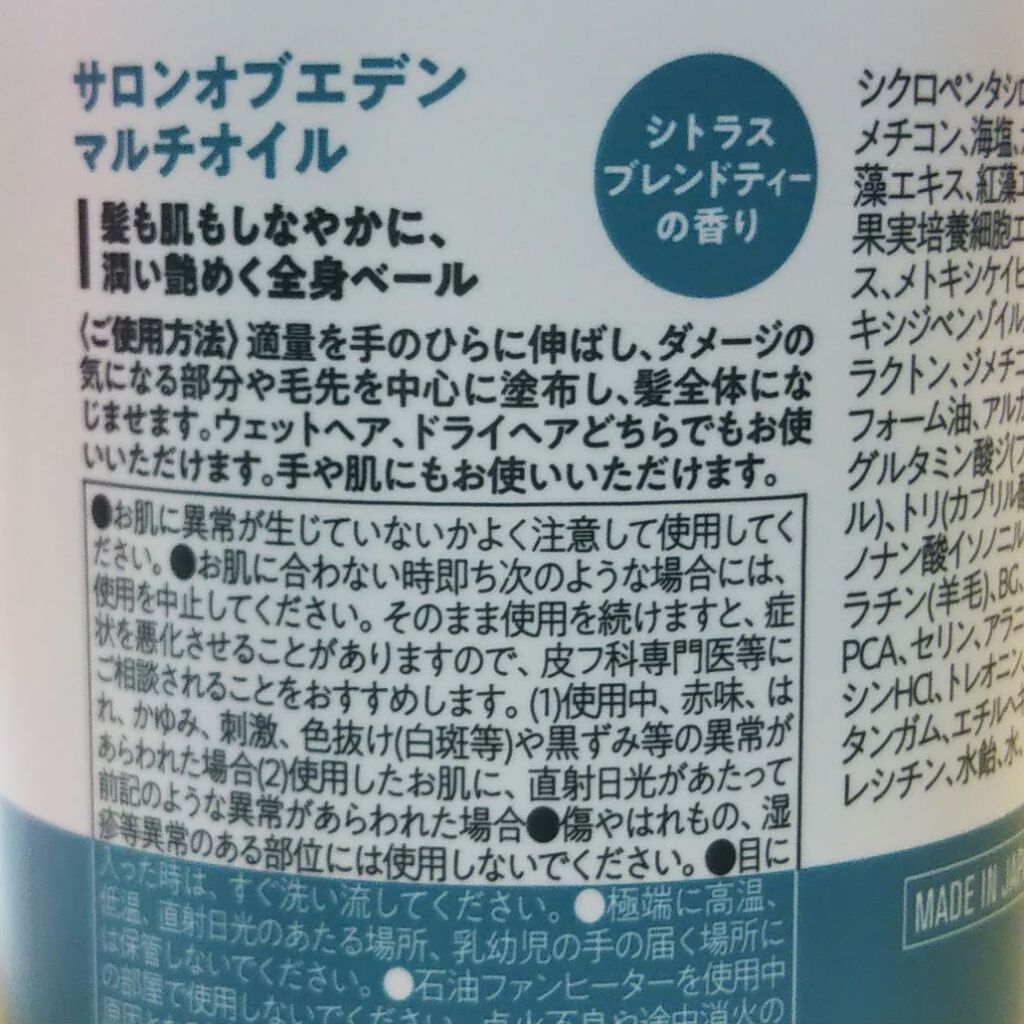 サロンオブエデン
マルチオイル
シトラス
ブレンドティー
の香り
髪も肌もしなやかに、
潤い艶めく全身ベール
〈ご使用方法〉適量を手のひらに伸ばし、ダメージの
気になる部分や毛先を中心に塗布し、髪全体にな
じませます。ウェットヘア、ドライヘアどちらでもお使
いいただけます。手や肌にもお使いいただけます。
●お肌に異常が生じていないかよく注意して使用してく
ださい。●お肌に合わない時即ち次のような場合には、
使用を中止してください。そのまま使用を続けますと、症
状を悪化させることがありますので、皮フ科専門医等に
ご相談されることをおすすめします。(1)使用中、赤味、は
れ、かゆみ、刺激、色抜け(白斑等)や黒ずみ等の異常が
あらわれた場合(2)使用したお肌に、直射日光があたって
前記のような異常があらわれた場合●傷やはれもの、湿
疹等異常のある部位には使用しないでください。●目に
入った時は、すぐ洗い流してください。●極端に高温、
低温、直射日光のあたる場所、乳幼児の手の届く場所に
は保管しないでください。●石油ファンヒーターを使用中
の部屋で使用しないでください。点火不良や途中消火の
シクロペンタシロ
メチコン、海塩、
藻エキス、紅藻エ
果実培養細胞エ
ス、メトキシケイヒ
キシジベンゾイル
ラクトン、ジメチコ
フォーム油、アルガ
グルタミン酸ジ(フ
ル)、トリ(カプリル酸
ノナン酸イソノニル
ラチン(羊毛)、BG、
PCA、セリン、アラニ
シンHCl、トレオニン、
タンガム、エチルヘキ
レシチン、水飴、水、
MADE IN JAP